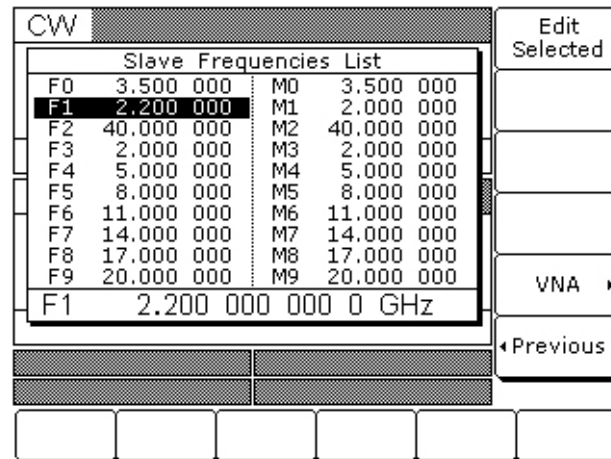 CW
Edit
Selected
Slave Frequencies List
F0 3.500 000 M0 3.500 000
F1 2.200 000 M1 2.000 000
F2 40.000 000 M2 40.000 000
F3 2.000 000 M3 2.000 000
F4 5.000 000 M4 5.000 000
F5 8.000 000 M5 8.000 000
F6 11.000 000 M6 11.000 000
F7 14.000 000 M7 14.000 000
F8 17.000 000 M8 17.000 000
F9 20.000 000 M9 20.000 000
F1 2.200 000 000 0 GHz
VNA
Previous